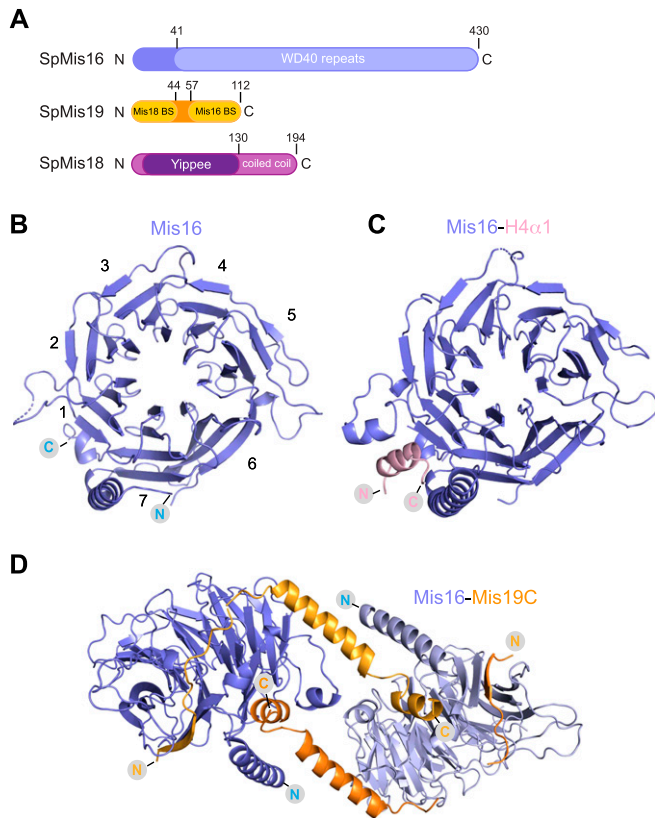 A
41 430
SpMis16 N WD40 repeats C
44 57 112
SpMis19 N Mis18 BS Mis16 BS C
130 194
SpMis18 N Yippee coiled coil C
B Mis16
C Mis16-H4α1
3 4
5
2
1
C
6
7
N
N
C
D
Mis16-Mis19C
N
N
C
C
N
N